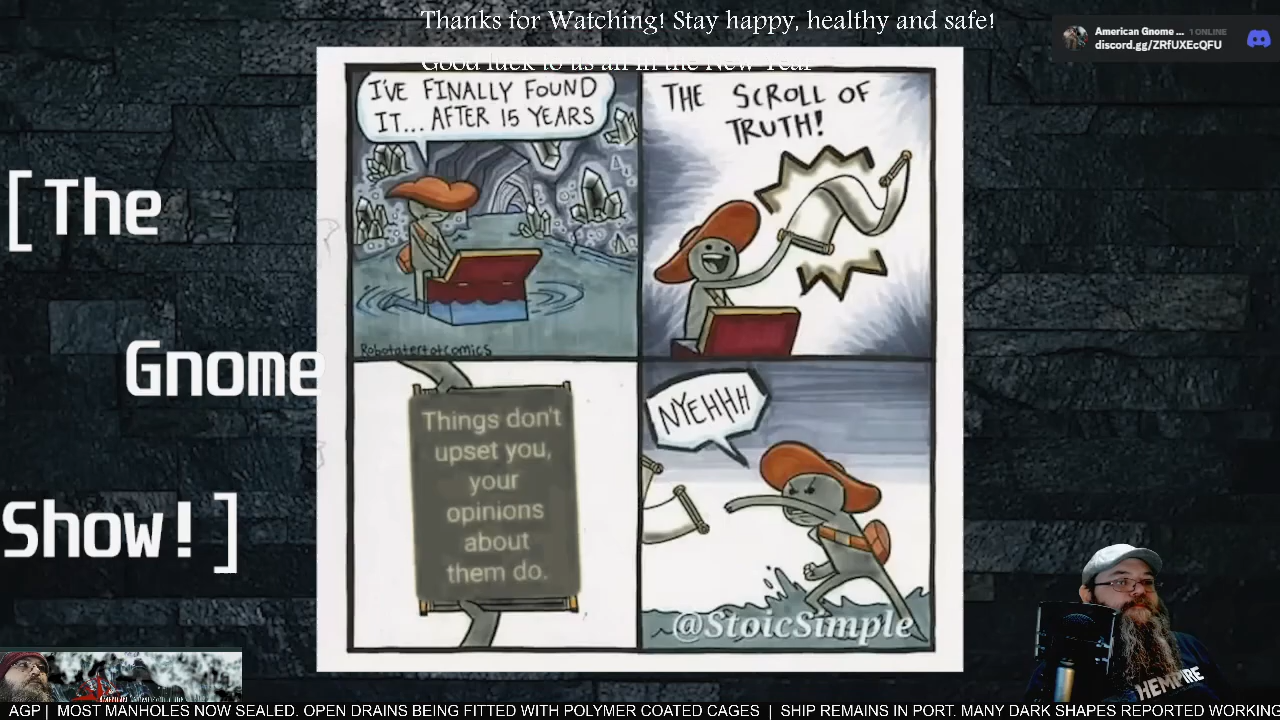 Thanks for Watching! Stay happy, healthy and safe!
Good luck to us all in the New Year
American Gnome ... 1 ONLINE
discord.gg/ZRfUXEcQFU
[The
Gnome
Show!]
I'VE FINALLY FOUND
IT... AFTER 15 YEARS
Robotatertotcomics
THE SCROLL OF
TRUTH!
Things don't
upset you,
your
opinions
about
them do.
NYEHHH
@StoicSimple
HEMPIRE
AGP | MOST MANHOLES NOW SEALED. OPEN DRAINS BEING FITTED WITH POLYMER COATED CAGES | SHIP REMAINS IN PORT. MANY DARK SHAPES REPORTED WORKING